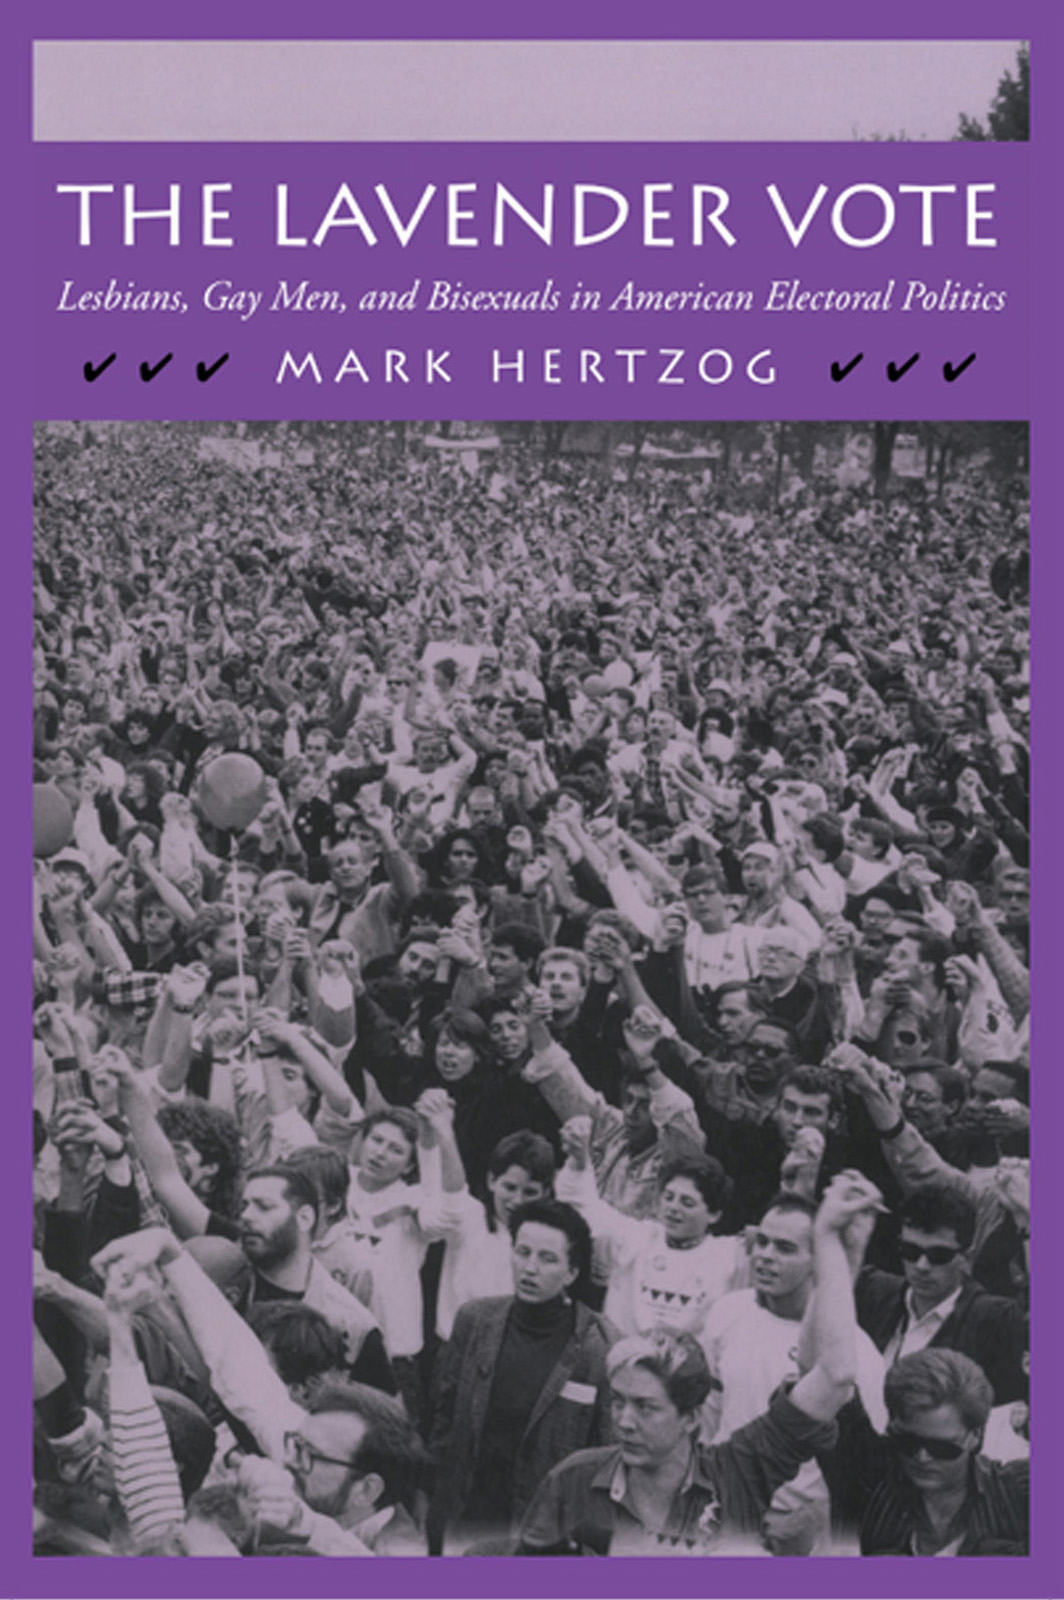 THE LAVENDER VOTE
Lesbians, Gay Men, and Bisexuals in American Electoral Politics
MARK HERTZOG